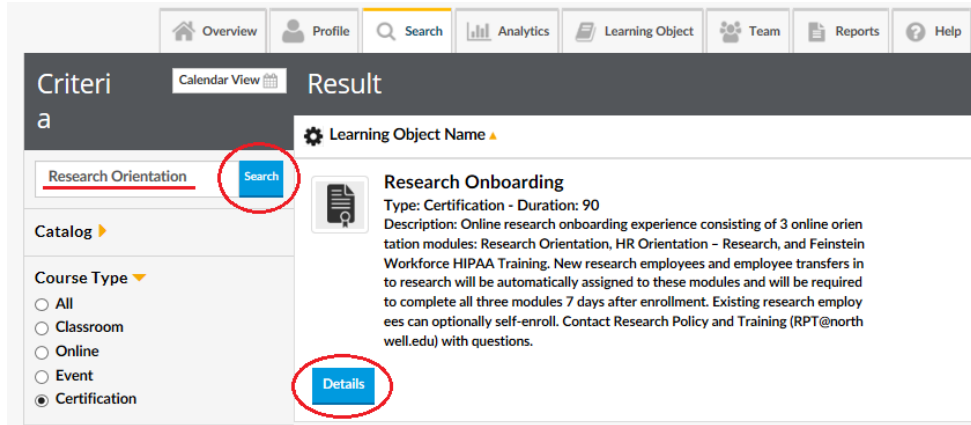 Overview Profile Search Analytics Learning Object Team Reports Help
Criteri
a
Calendar View
Result
Learning Object Name
Research Orientation
Search
Catalog
Course Type
All
Classroom
Online
Event
Certification
Research Onboarding
Type: Certification - Duration: 90
Description: Online research onboarding experience consisting of 3 online orien
tation modules: Research Orientation, HR Orientation – Research, and Feinstein
Workforce HIPAA Training. New research employees and employee transfers in
to research will be automatically assigned to these modules and will be required
to complete all three modules 7 days after enrollment. Existing research employ
ees can optionally self-enroll. Contact Research Policy and Training (RPT@north
well.edu) with questions.
Details